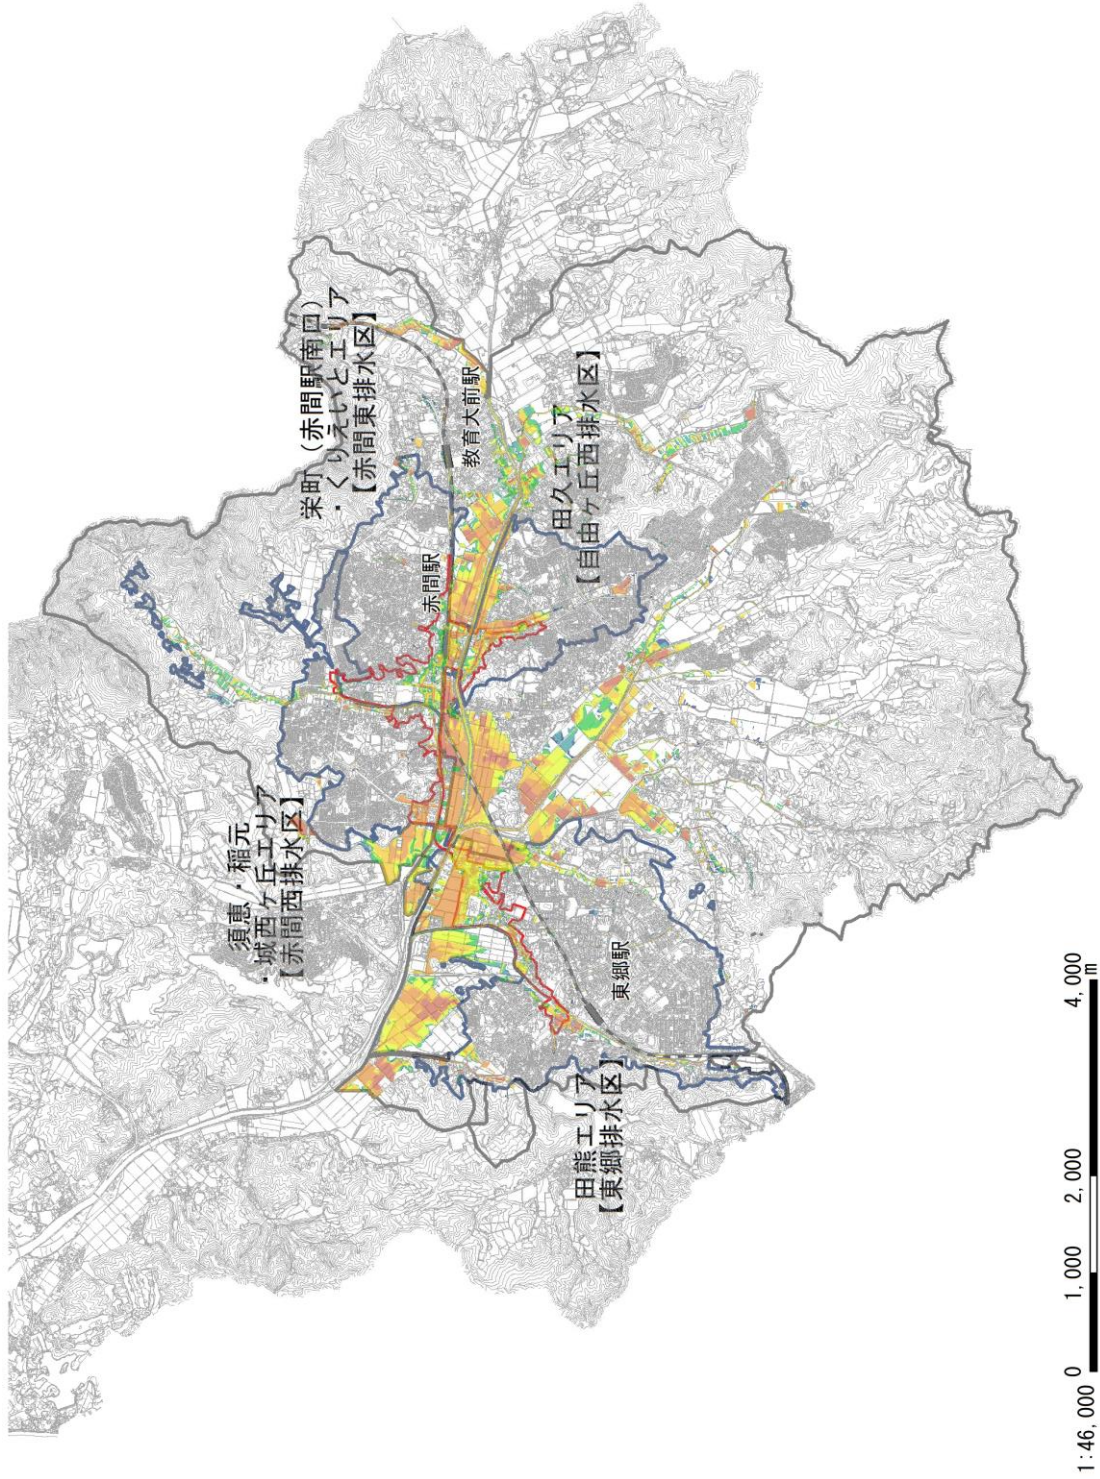 栄町（赤間駅南口）
・くりえいとエリア
【赤間東排水区】
教育大前駅
田久エリア
【自由ヶ丘西排水区】
赤間駅
須恵・稲元
・城西ヶ丘エリア
【赤間西排水区】
東郷駅
田熊エリア
【東郷排水区】
1:46,000
0 1,000 2,000 4,000
m